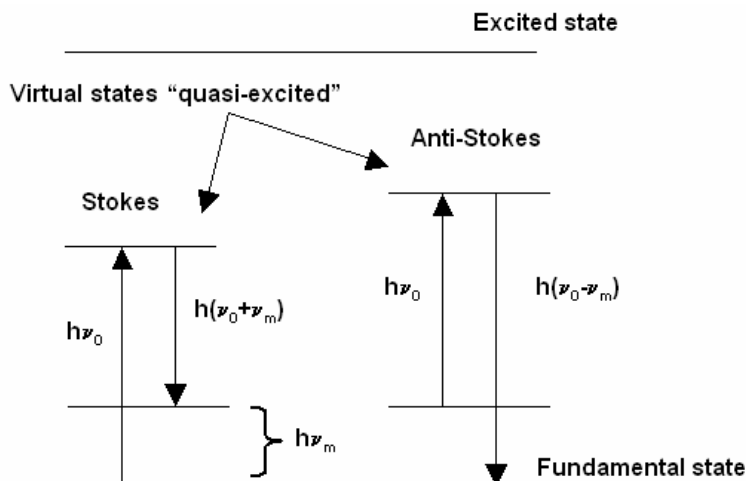 Excited state
Virtual states “quasi-excited”
Anti-Stokes
Stokes
hν₀
h(ν₀+νₘ)
hν₀
h(ν₀-νₘ)
hνₘ
Fundamental state